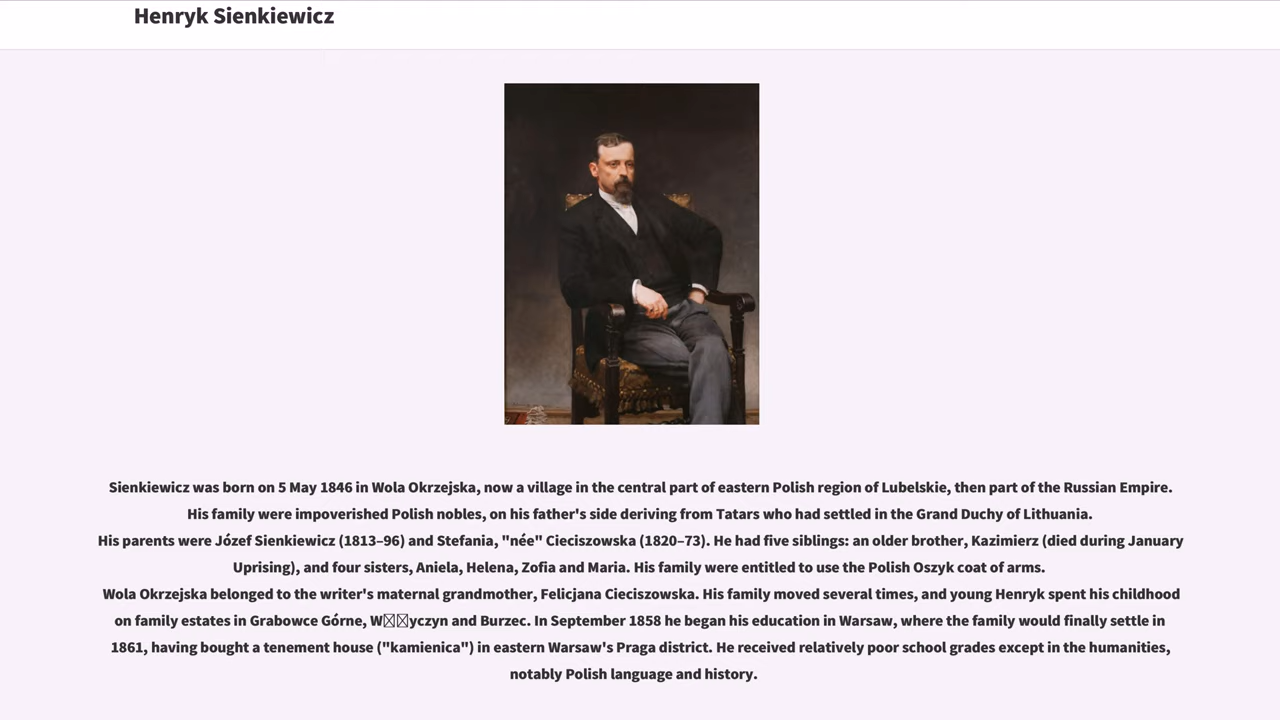 Henryk Sienkiewicz
Sienkiewicz was born on 5 May 1846 in Wola Okrzejska, now a village in the central part of eastern Polish region of Lubelskie, then part of the Russian Empire.
His family were impoverished Polish nobles, on his father's side deriving from Tatars who had settled in the Grand Duchy of Lithuania.
His parents were Józef Sienkiewicz (1813–96) and Stefania, "née" Cieciszowska (1820–73). He had five siblings: an older brother, Kazimierz (died during January
Uprising), and four sisters, Aniela, Helena, Zofia and Maria. His family were entitled to use the Polish Oszyk coat of arms.
Wola Okrzejska belonged to the writer's maternal grandmother, Felicjana Cieciszowska. His family moved several times, and young Henryk spent his childhood
on family estates in Grabowce Górne, and Burzec. In September 1858 he began his education in Warsaw, where the family would finally settle in
1861, having bought a tenement house ("kamienica") in eastern Warsaw's Praga district. He received relatively poor school grades except in the humanities,
notably Polish language and history.